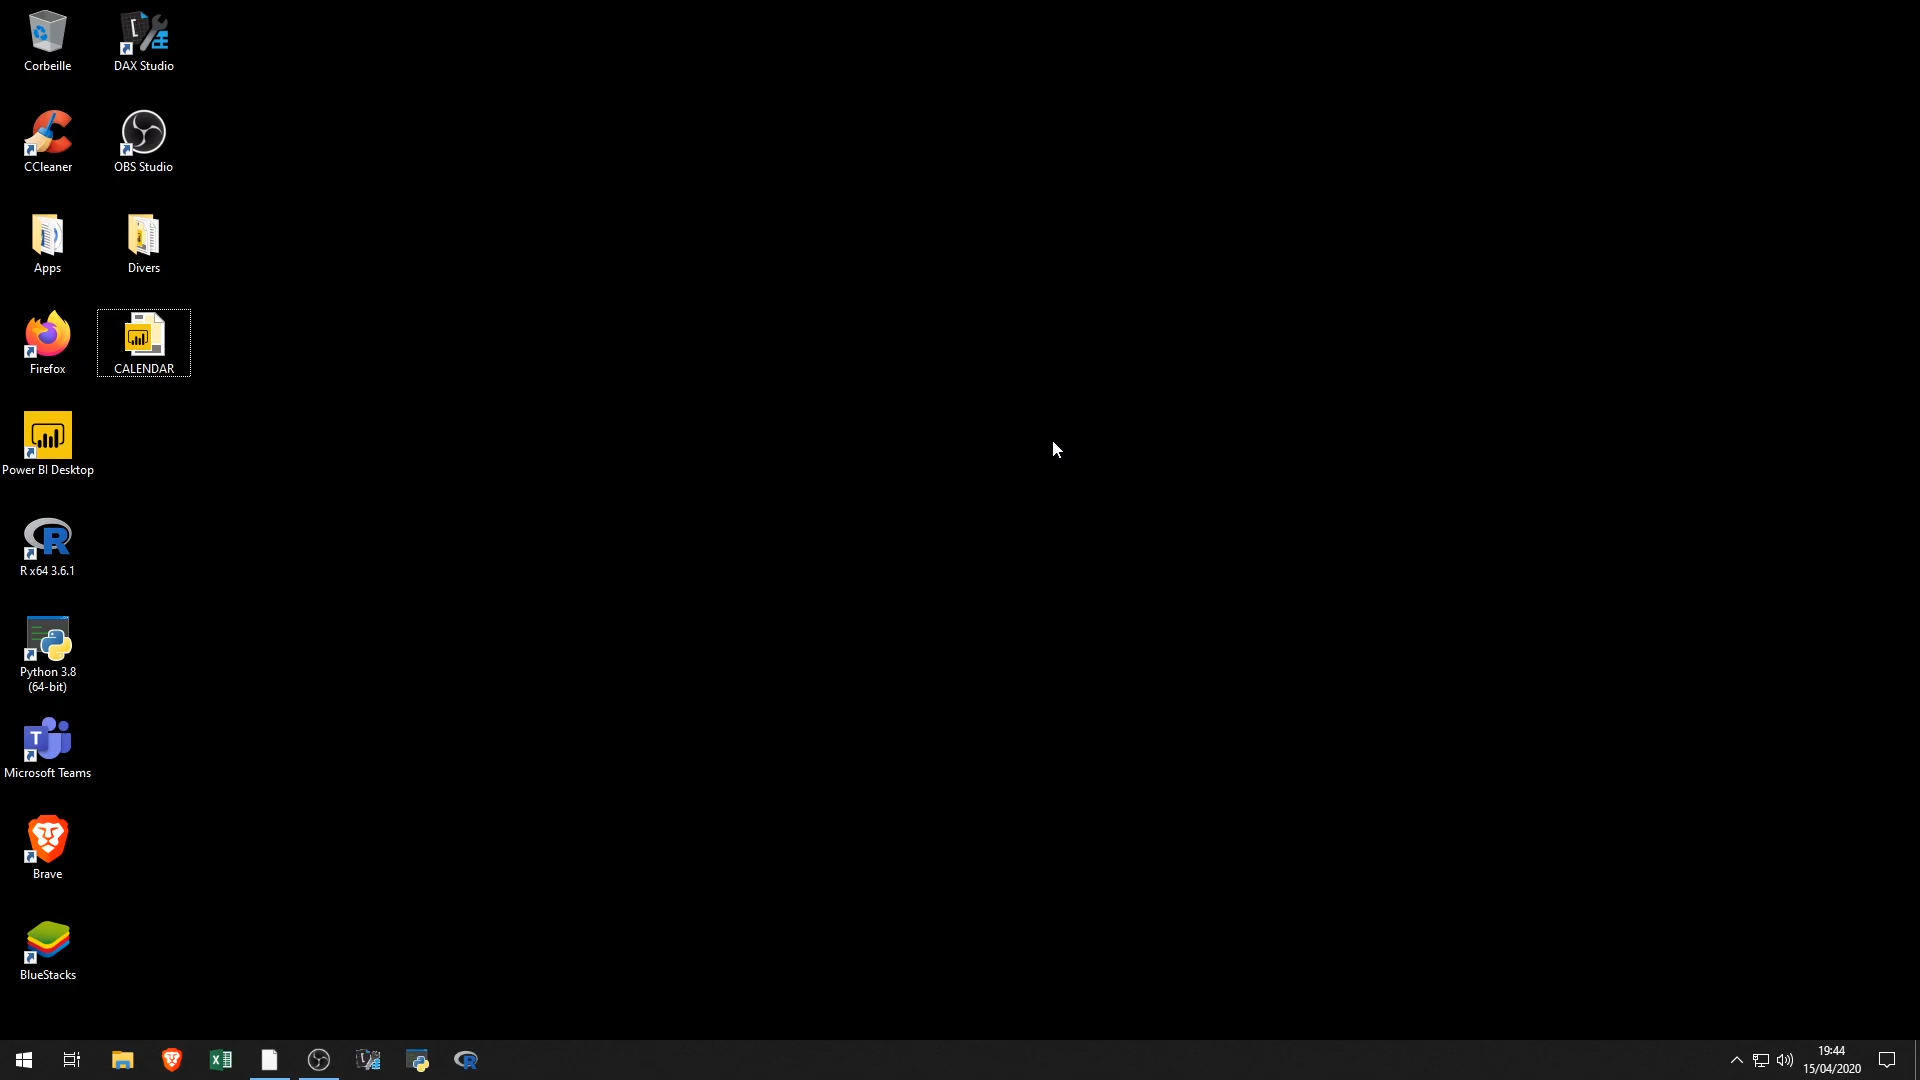 Corbeille
DAX Studio
CCleaner
OBS Studio
Apps
Divers
Firefox
CALENDAR
Power BI Desktop
R x64 3.6.1
Python 3.8
(64-bit)
Microsoft Teams
Brave
BlueStacks
19:44
15/04/2020